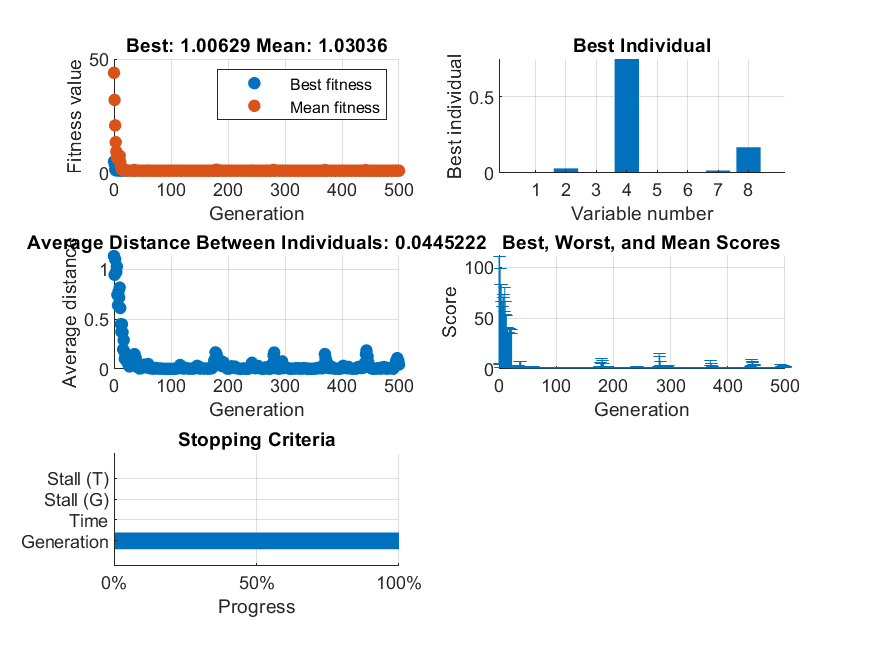 Best: 1.00629 Mean: 1.03036
Fitness value
50
0
Best fitness
Mean fitness
0 100 200 300 400 500
Generation
Best Individual
Best individual
0.5
0
1 2 3 4 5 6 7 8
Variable number
Average Distance Between Individuals: 0.0445222
Average distance
1
0.5
0
0 100 200 300 400 500
Generation
Best, Worst, and Mean Scores
Score
100
50
0
0 100 200 300 400 500
Generation
Stopping Criteria
Stall (T)
Stall (G)
Time
Generation
0% 50% 100%
Progress